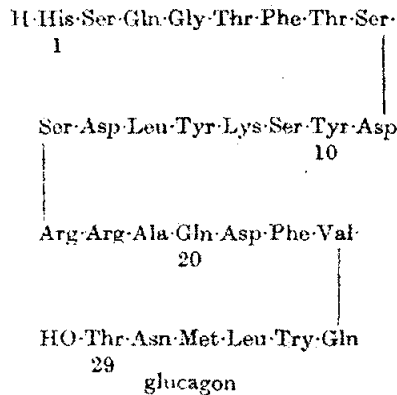 H·His·Ser·Gln·Gly·Thr·Phe·Thr·Ser·
1
Ser·Asp·Leu·Tyr·Lys·Ser·Tyr·Asp
10
Arg·Arg·Ala·Gln·Asp·Phe·Val·
20
HO·Thr·Asn·Met·Leu·Try·Gln
29
glucagon